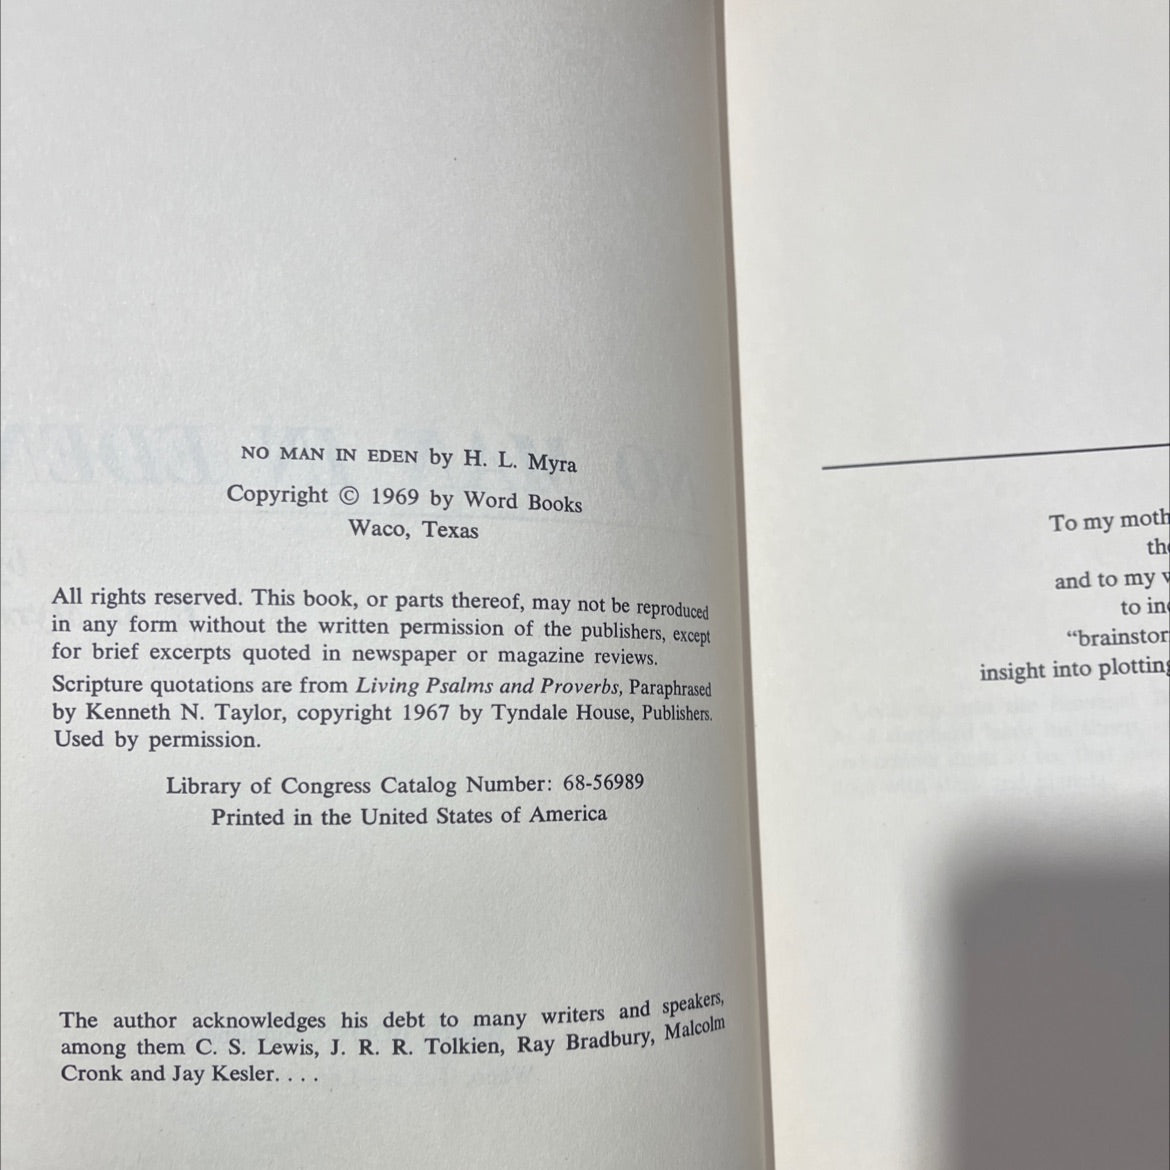 NO MAN IN EDEN by H. L. Myra
Copyright © 1969 by Word Books
Waco, Texas
All rights reserved. This book, or parts thereof, may not be reproduced
in any form without the written permission of the publishers, except
for brief excerpts quoted in newspaper or magazine reviews.
Scripture quotations are from Living Psalms and Proverbs, Paraphrased
by Kenneth N. Taylor, copyright 1967 by Tyndale House, Publishers.
Used by permission.
Library of Congress Catalog Number: 68-56989
Printed in the United States of America
The author acknowledges his debt to many writers and speakers,
among them C. S. Lewis, J. R. R. Tolkien, Ray Bradbury, Malcolm
Cronk and Jay Kesler. . . .
To my moth
the
and to my
to in
“brainstor
insight into plotting